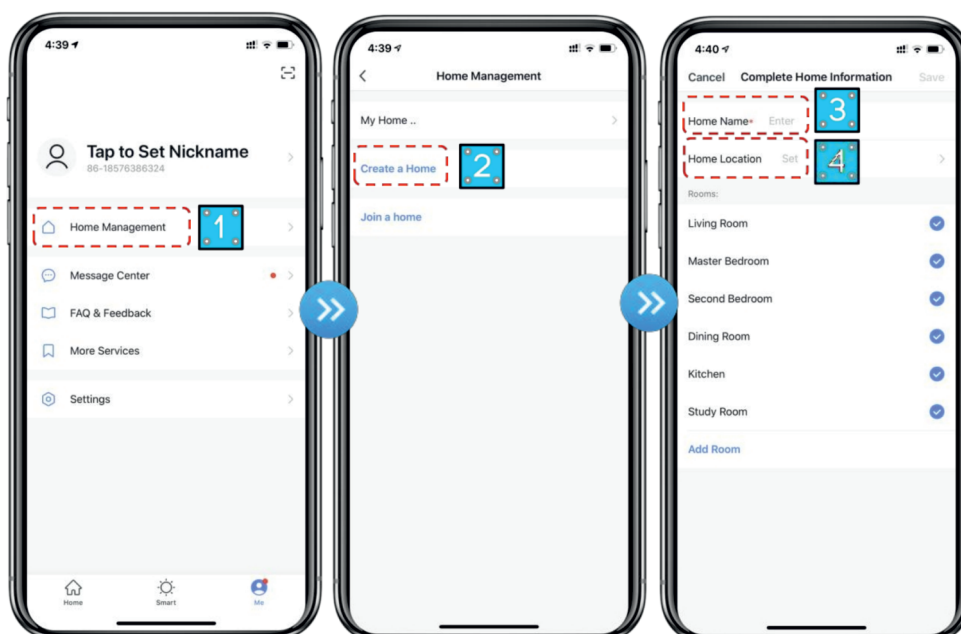 4:39
Tap to Set Nickname
86-18576386324
Home Management
1
Message Center
FAQ & Feedback
More Services
Settings
Home
Smart
Me
4:39
Home Management
My Home ..
Create a Home
2
Join a home
4:40
Cancel Complete Home Information Save
Home Name* Enter
3
Home Location Set
4
Rooms:
Living Room
Master Bedroom
Second Bedroom
Dining Room
Kitchen
Study Room
Add Room